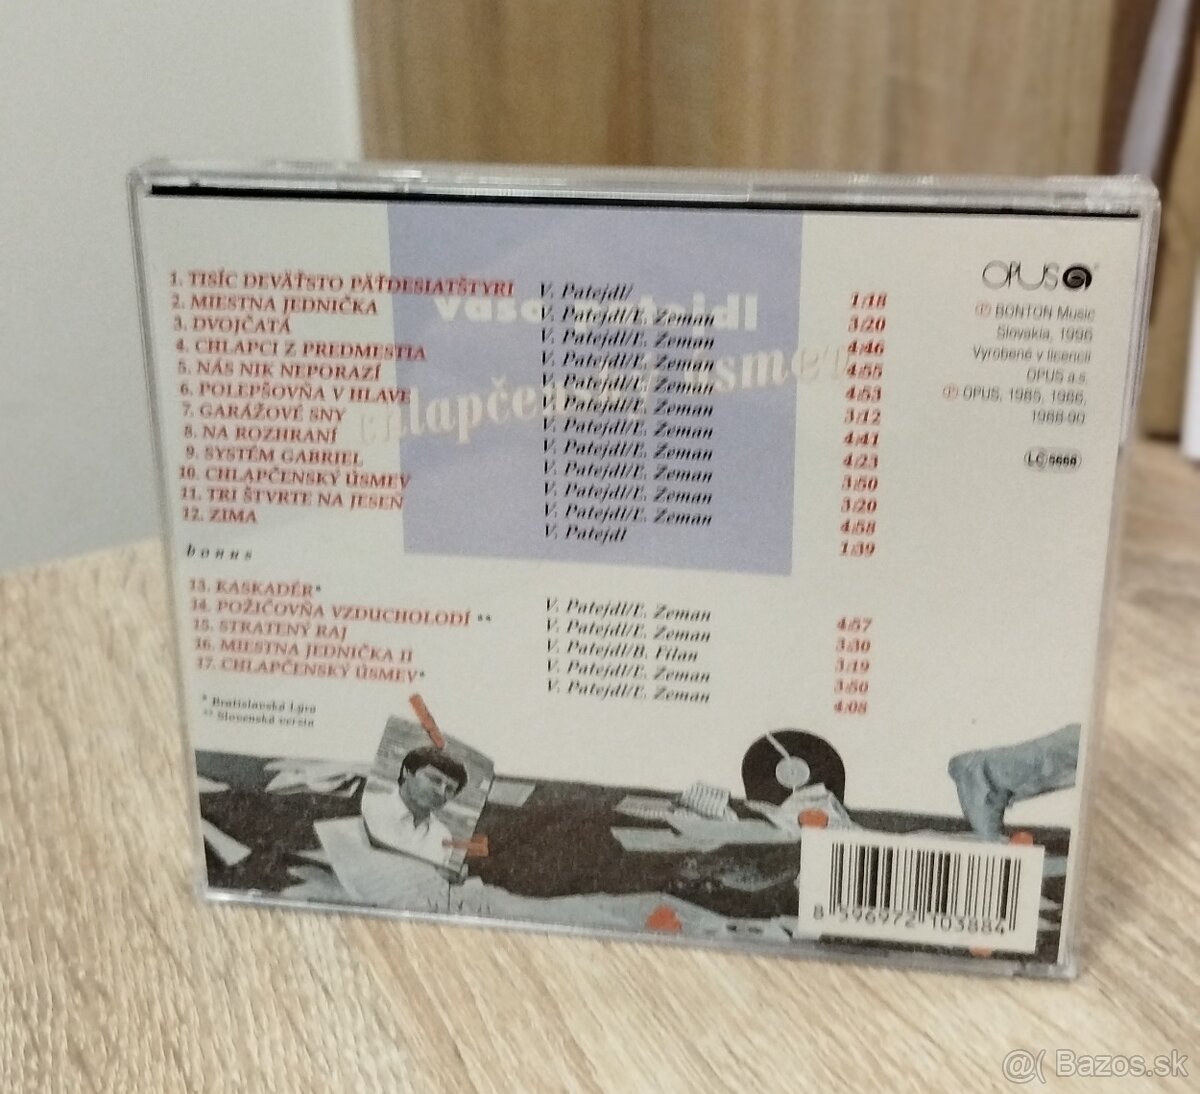 OPUS
vašo patejdl
chlapčenský úsmev
1. TISÍC DEVÄŤSTO PÄŤDESIATŠTYRI V. Patejdl/ 1:18
2. MIESTNA JEDNIČKA V. Patejdl/E. Zeman 3:20
3. DVOJČATÁ V. Patejdl/E. Zeman 4:46
4. CHLAPCI Z PREDMESTIA V. Patejdl/E. Zeman 4:55
5. NÁS NIK NEPORAZÍ V. Patejdl/E. Zeman 4:53
6. POLEPŠOVŇA V HLAVE V. Patejdl/E. Zeman 3:12
7. GARÁŽOVÉ SNY V. Patejdl/E. Zeman 4:41
8. NA ROZHRANÍ V. Patejdl/E. Zeman 4:23
9. SYSTÉM GABRIEL V. Patejdl/E. Zeman 3:50
10. CHLAPČENSKÝ ÚSMEV V. Patejdl/E. Zeman 3:20
11. TRI ŠTVRTE NA JESEŇ V. Patejdl/E. Zeman 4:58
12. ZIMA V. Patejdl 1:39
bonus
13. KASKADÉR* V. Patejdl/E. Zeman 4:57
14. POŽIČOVŇA VZDUCHOLODÍ ** V. Patejdl/E. Zeman 3:30
15. STRATENÝ RAJ V. Patejdl/B. Filan 3:19
16. MIESTNA JEDNIČKA II V. Patejdl/E. Zeman 3:50
17. CHLAPČENSKÝ ÚSMEV* V. Patejdl/E. Zeman 4:08
* Bratislavská Lýra
** Slovenská verzia
℗ BONTON Music
Slovakia, 1996
Vyrobené v licencii
OPUS a.s.
℗ OPUS, 1985, 1986,
1988-90
LC 5666
8 596972 103884
@( Bazos.sk